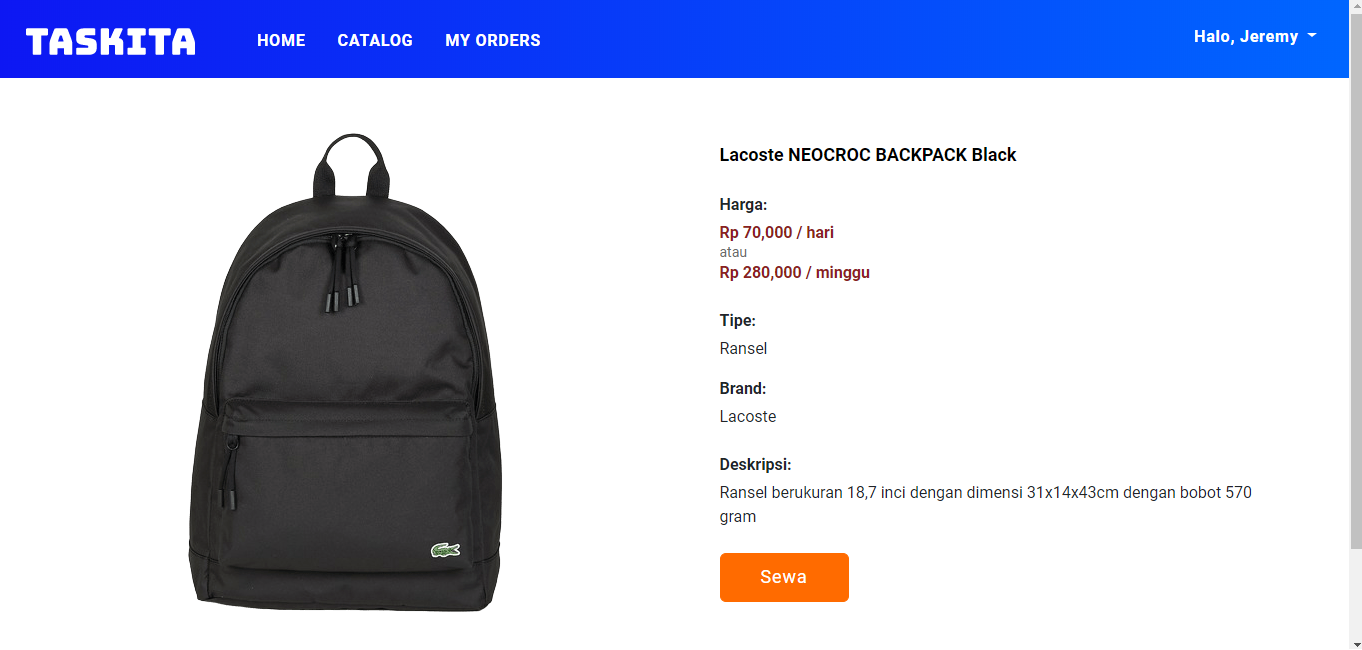 TASKITA
HOME
CATALOG
MY ORDERS
Halo, Jeremy
Lacoste NEOCROC BACKPACK Black
Harga:
Rp 70,000 / hari
atau
Rp 280,000 / minggu
Tipe:
Ransel
Brand:
Lacoste
Deskripsi:
Ransel berukuran 18,7 inci dengan dimensi 31x14x43cm dengan bobot 570
gram
Sewa